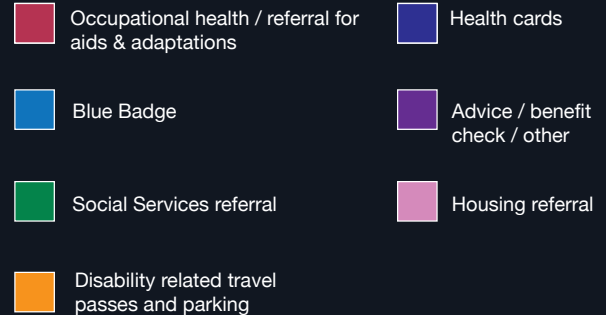 Occupational health / referral for
aids & adaptations
Blue Badge
Social Services referral
Disability related travel
passes and parking
Health cards
Advice / benefit
check / other
Housing referral